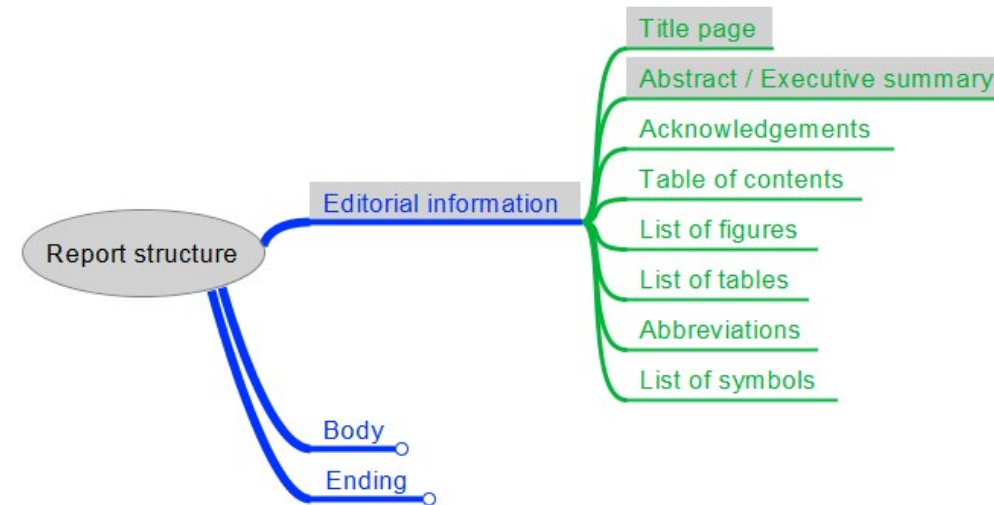 Report structure
Editorial information
Title page
Abstract / Executive summary
Acknowledgements
Table of contents
List of figures
List of tables
Abbreviations
List of symbols
Body
Ending